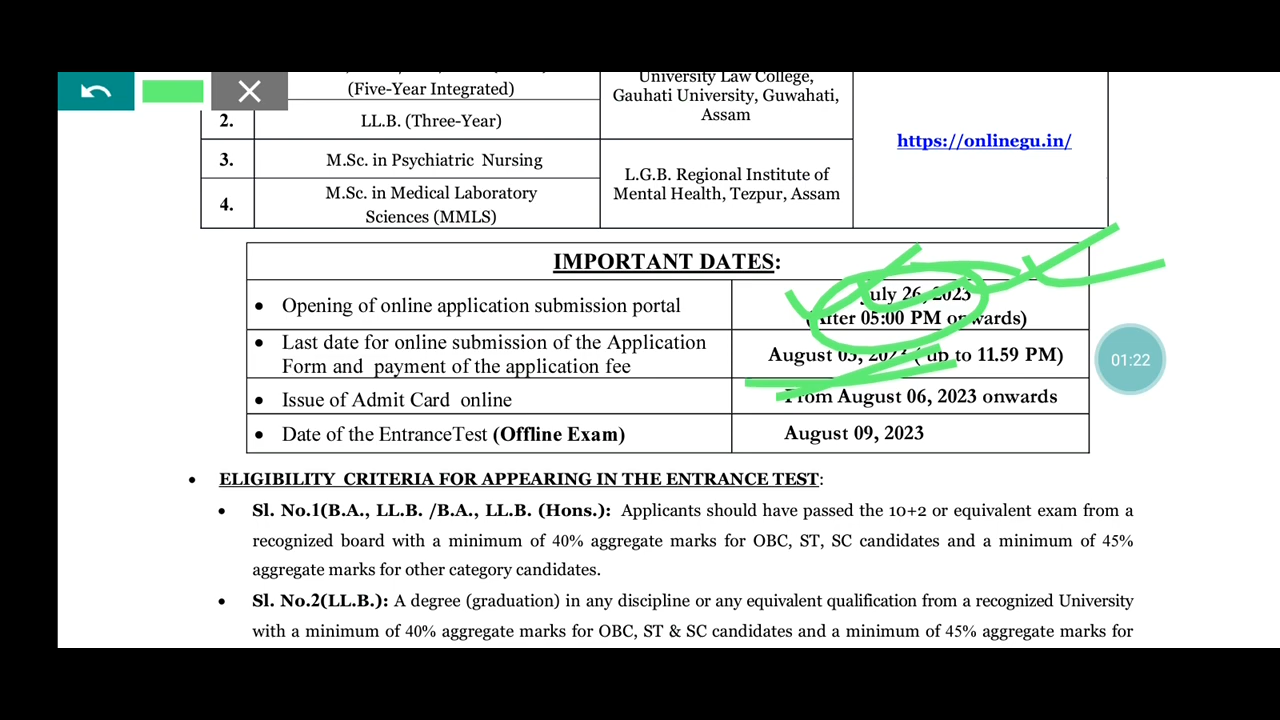 (Five-Year Integrated)
University Law College,
Gauhati University, Guwahati,
Assam
2. LL.B. (Three-Year)
https://onlinegu.in/
3. M.Sc. in Psychiatric Nursing
L.G.B. Regional Institute of
Mental Health, Tezpur, Assam
4. M.Sc. in Medical Laboratory
Sciences (MMLS)
IMPORTANT DATES:
• Opening of online application submission portal
July 26, 2023
(After 05:00 PM onwards)
• Last date for online submission of the Application
Form and payment of the application fee
August 05, 2023 ( up to 11.59 PM)
01:22
• Issue of Admit Card online
From August 06, 2023 onwards
• Date of the EntranceTest (Offline Exam)
August 09, 2023
• ELIGIBILITY CRITERIA FOR APPEARING IN THE ENTRANCE TEST:
• Sl. No.1(B.A., LL.B. /B.A., LL.B. (Hons.): Applicants should have passed the 10+2 or equivalent exam from a
recognized board with a minimum of 40% aggregate marks for OBC, ST, SC candidates and a minimum of 45%
aggregate marks for other category candidates.
• Sl. No.2(LL.B.): A degree (graduation) in any discipline or any equivalent qualification from a recognized University
with a minimum of 40% aggregate marks for OBC, ST & SC candidates and a minimum of 45% aggregate marks for